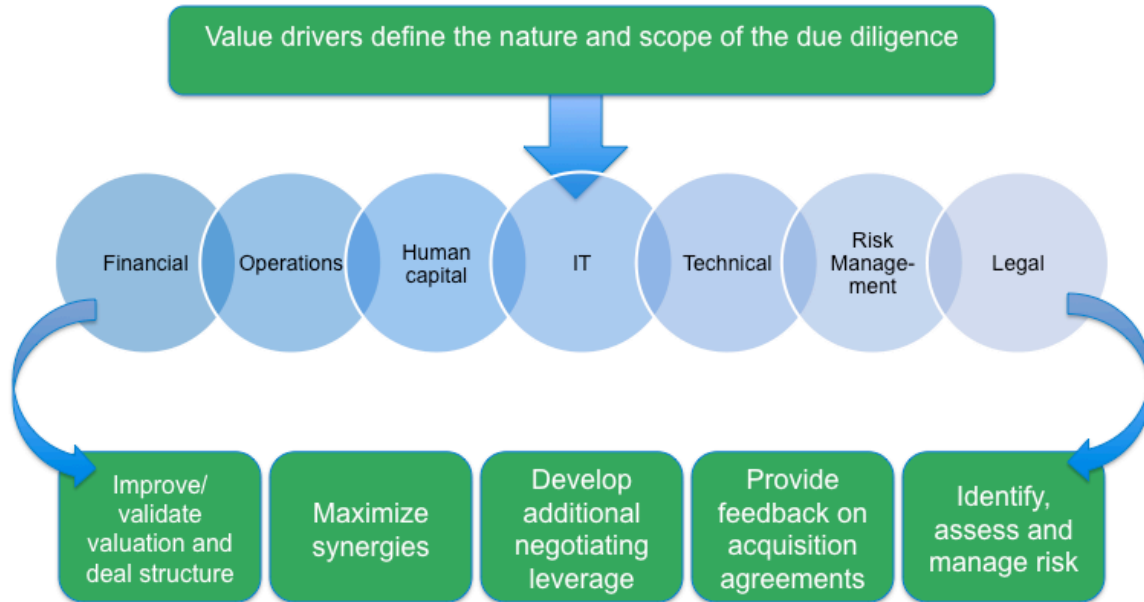 Value drivers define the nature and scope of the due diligence
Financial
Operations
Human
capital
IT
Technical
Risk
Manage-
ment
Legal
Improve/
validate
valuation and
deal structure
Maximize
synergies
Develop
additional
negotiating
leverage
Provide
feedback on
acquisition
agreements
Identify,
assess and
manage risk